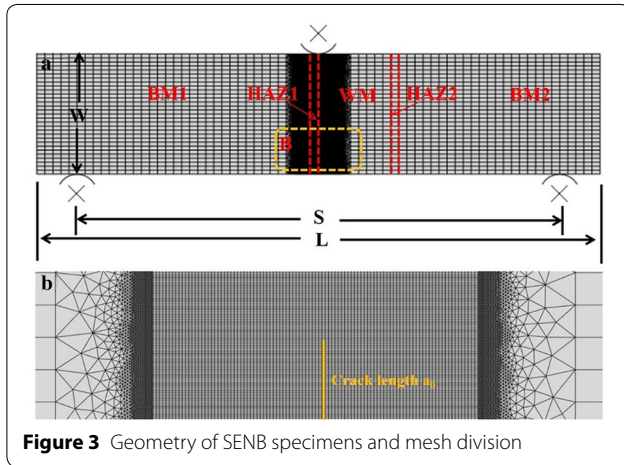 a
BM1 HAZ1 WM HAZ2 BM2
W
B
S
L
b
Crack length a₀
Figure 3 Geometry of SENB specimens and mesh division